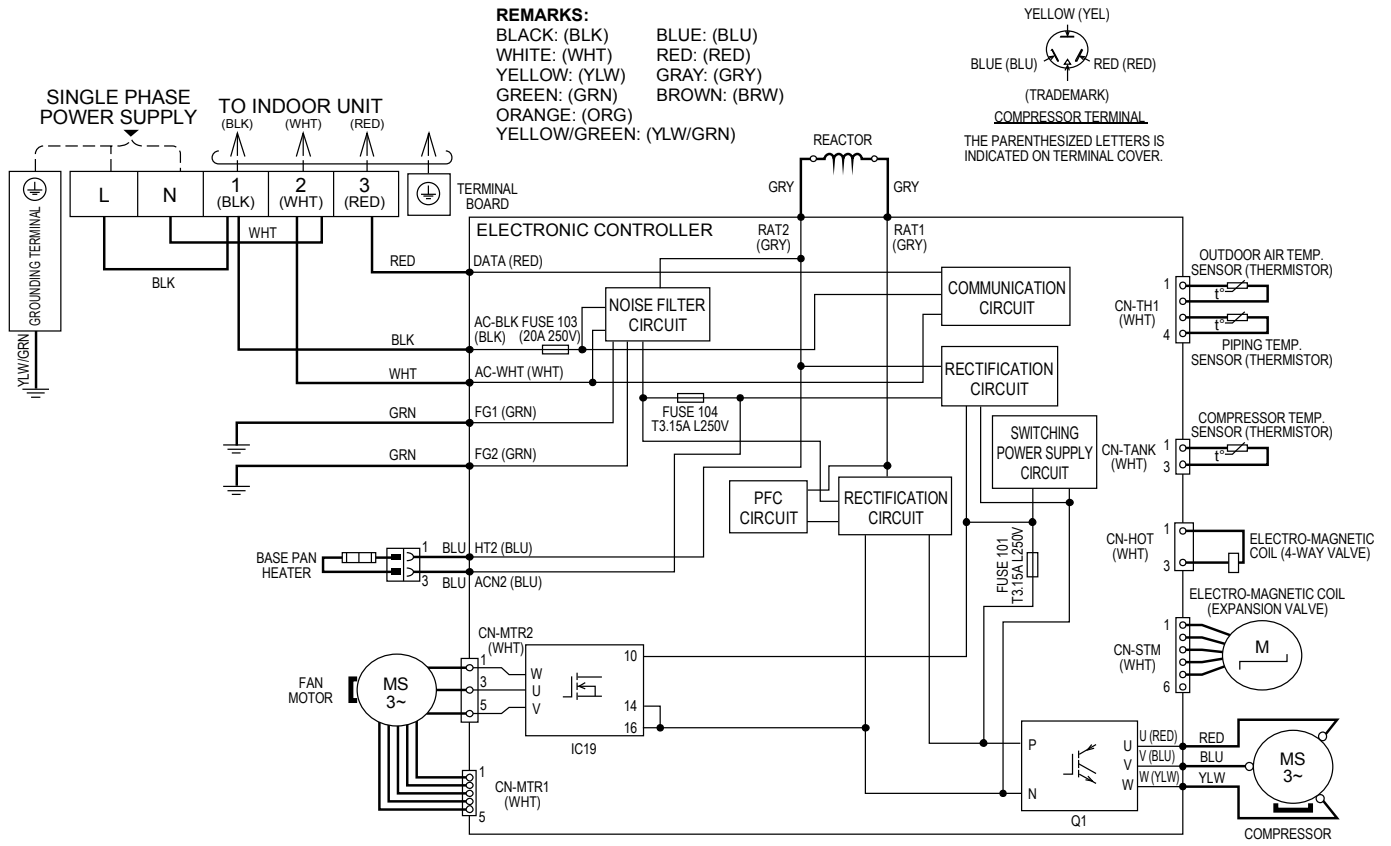 REMARKS:
BLACK: (BLK) BLUE: (BLU)
WHITE: (WHT) RED: (RED)
YELLOW: (YLW) GRAY: (GRY)
GREEN: (GRN) BROWN: (BRW)
ORANGE: (ORG)
YELLOW/GREEN: (YLW/GRN)
YELLOW (YEL)
BLUE (BLU) RED (RED)
(TRADEMARK)
COMPRESSOR TERMINAL
THE PARENTHESIZED LETTERS IS
INDICATED ON TERMINAL COVER.
SINGLE PHASE
POWER SUPPLY
TO INDOOR UNIT
(BLK) (WHT) (RED)
GROUNDING TERMINAL
L N 1 2 3
(BLK) (WHT) (RED)
TERMINAL
BOARD
WHT
BLK
YLW/GRN
REACTOR
GRY GRY
RAT2
(GRY)
RAT1
(GRY)
ELECTRONIC CONTROLLER
RED DATA (RED)
NOISE FILTER
CIRCUIT
COMMUNICATION
CIRCUIT
AC-BLK FUSE 103
(BLK) (20A 250V)
BLK
WHT AC-WHT (WHT)
RECTIFICATION
CIRCUIT
FUSE 104
T3.15A L250V
GRN FG1 (GRN)
GRN FG2 (GRN)
SWITCHING
POWER SUPPLY
CIRCUIT
PFC
CIRCUIT
RECTIFICATION
CIRCUIT
FUSE 101
T3.15A L250V
BASE PAN
HEATER
1 BLU HT2 (BLU)
3 BLU ACN2 (BLU)
CN-MTR2
(WHT)
FAN
MOTOR
MS
3~
1
3
5
W
U
V
10
14
16
IC19
1
CN-MTR1
(WHT)
5
OUTDOOR AIR TEMP.
SENSOR (THERMISTOR)
1
t°
CN-TH1
(WHT)
t°
4
PIPING TEMP.
SENSOR (THERMISTOR)
COMPRESSOR TEMP.
SENSOR (THERMISTOR)
CN-TANK
(WHT)
1
3
t°
CN-HOT
(WHT)
1
3
ELECTRO-MAGNETIC
COIL (4-WAY VALVE)
ELECTRO-MAGNETIC COIL
(EXPANSION VALVE)
1
CN-STM
(WHT)
6
M
P
N
U
V
W
Q1
U (RED) RED
V (BLU) BLU
W (YLW) YLW
MS
3~
COMPRESSOR